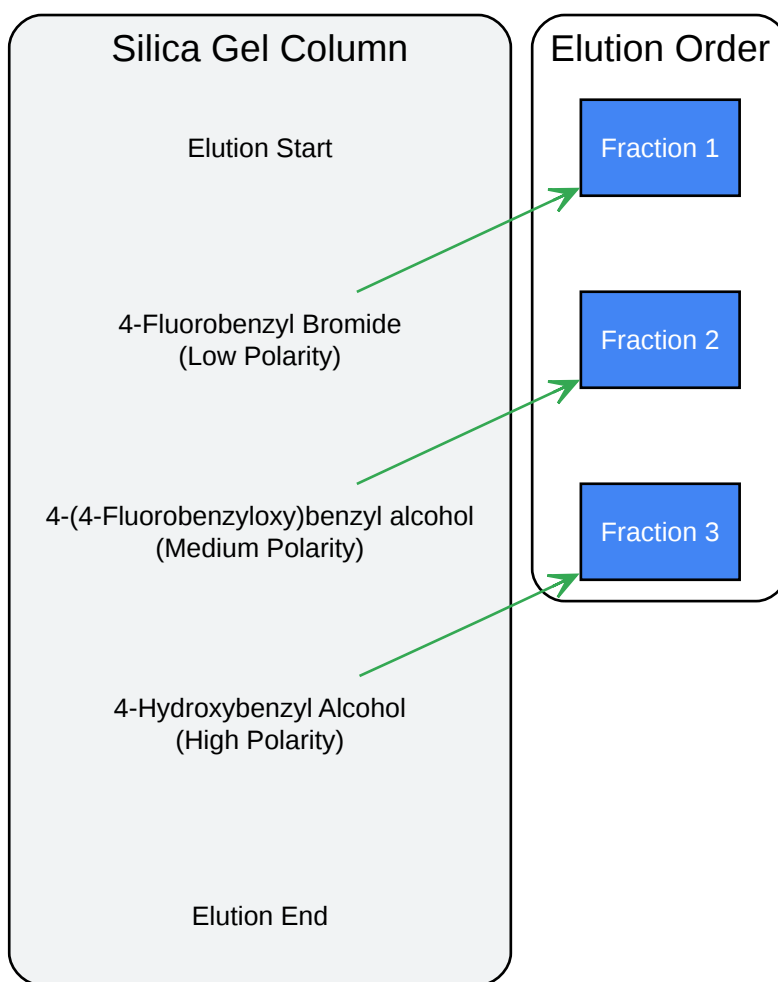 Silica Gel Column
Elution Start
4-Fluorobenzyl Bromide
(Low Polarity)
4-(4-Fluorobenzyloxy)benzyl alcohol
(Medium Polarity)
4-Hydroxybenzyl Alcohol
(High Polarity)
Elution End
Elution Order
Fraction 1
Fraction 2
Fraction 3